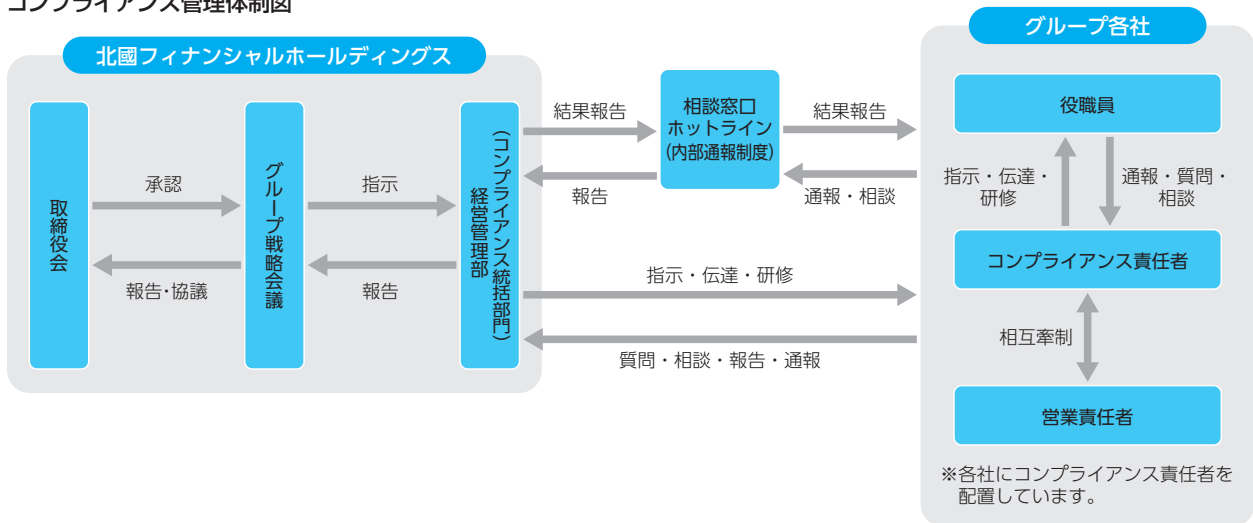 コンプライアンス管理体制図
北國フィナンシャルホールディングス
取締役会
承認
報告・協議
グループ戦略会議
指示
報告
経営管理部
(コンプライアンス統括部門)
結果報告
報告
相談窓口
ホットライン
(内部通報制度)
結果報告
通報・相談
指示・伝達・研修
質問・相談・報告・通報
グループ各社
役職員
指示・伝達・
研修
通報・質問・
相談
コンプライアンス責任者
相互牽制
営業責任者
※各社にコンプライアンス責任者を
配置しています。